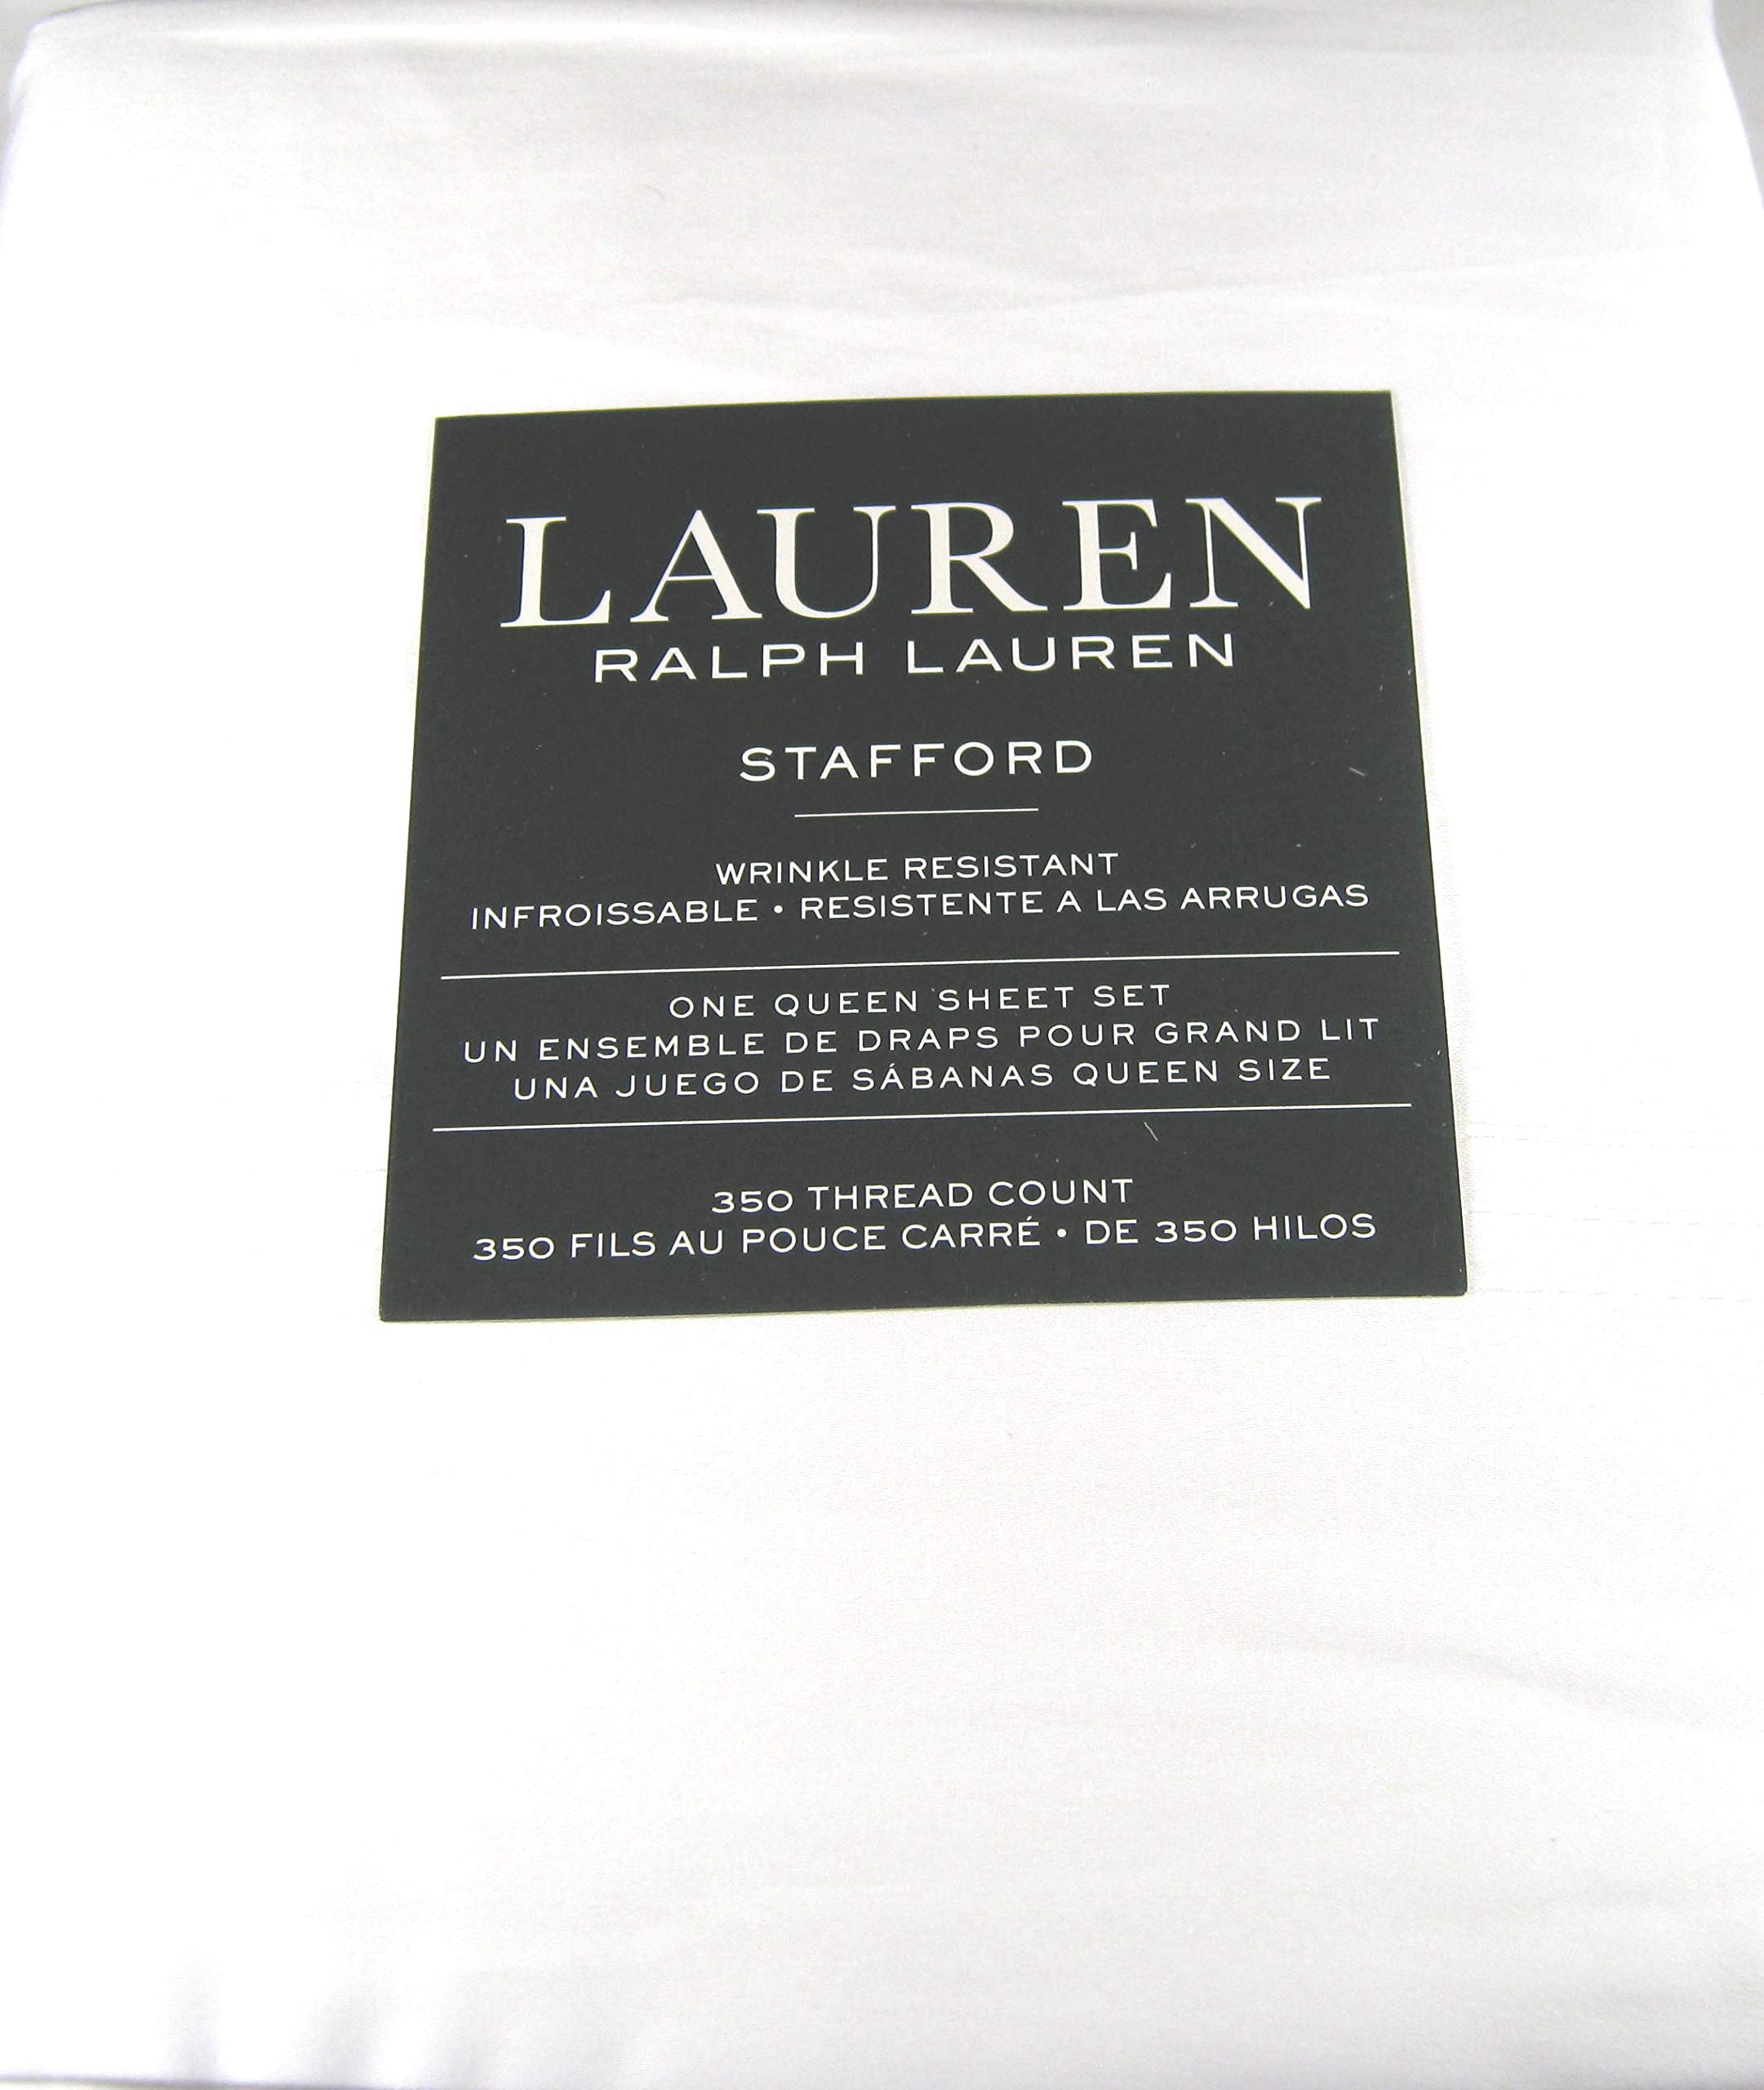 LAUREN
RALPH LAUREN
STAFFORD
WRINKLE RESISTANT
INFROISSABLE • RESISTENTE A LAS ARRUGAS
ONE QUEEN SHEET SET
UN ENSEMBLE DE DRAPS POUR GRAND LIT
UNA JUEGO DE SÁBANAS QUEEN SIZE
350 THREAD COUNT
350 FILS AU POUCE CARRÉ • DE 350 HILOS